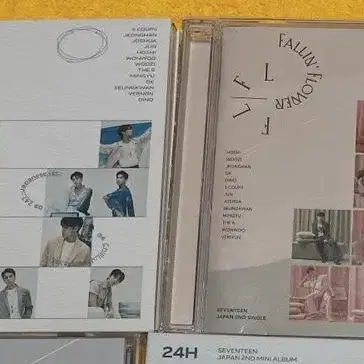 S.COUPS
JEONGHAN
JOSHUA
JUN
HOSHI
WONWOO
WOOZI
THE 8
MINGYU
DK
SEUNGKWAN
VERNON
DINO
FALLIN' FLOWER
F
L
L
F
HOSHI
WOOZI
JEONGHAN
DK
DINO
S.COUPS
JUN
JOSHUA
SEUNGKWAN
MINGYU
THE 8
WONWOO
VERNON
SEVENTEEN
JAPAN 2ND SINGLE
24H
SEVENTEEN
JAPAN 2ND MINI ALBUM